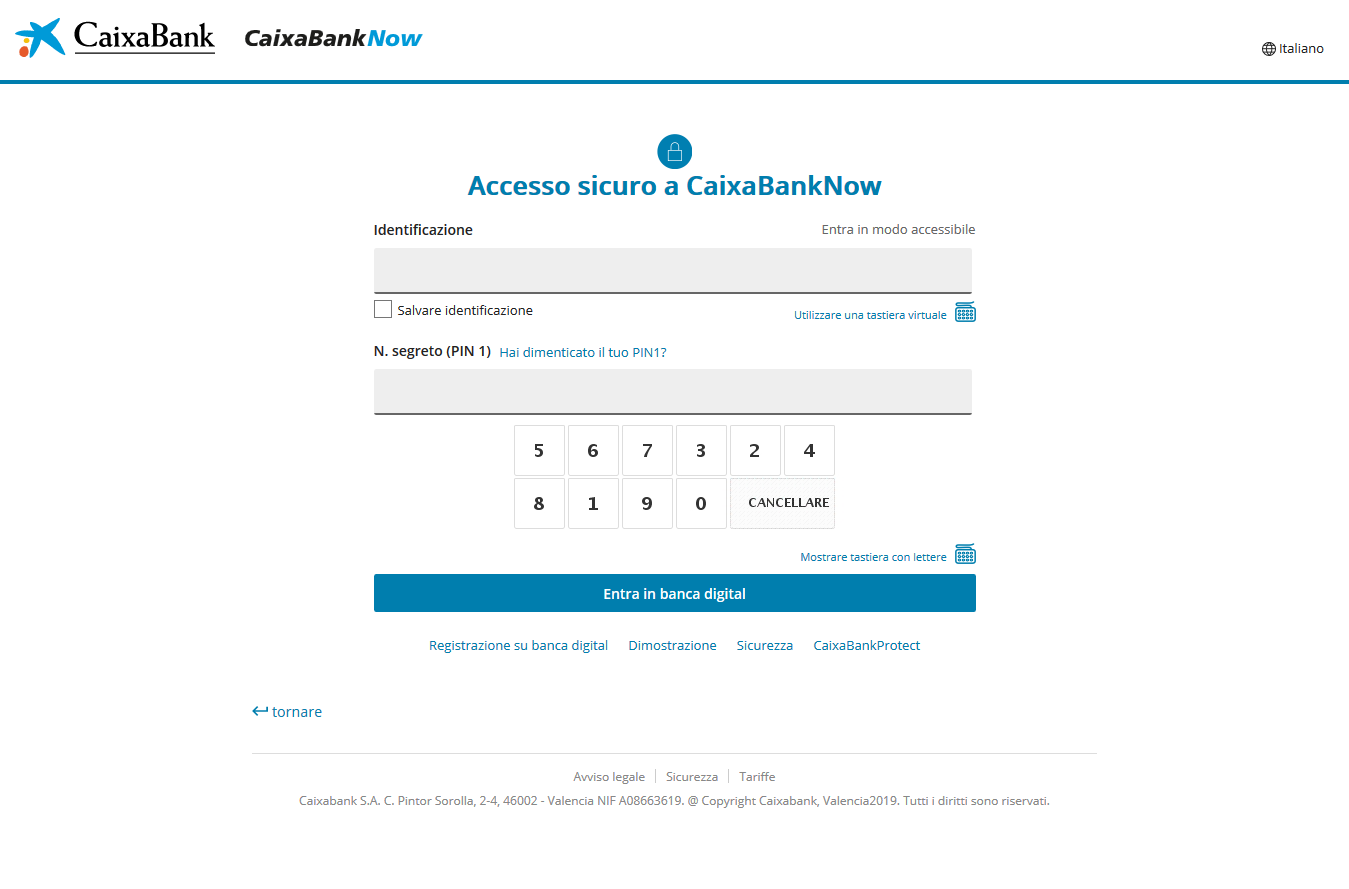 CaixaBank CaixaBankNow
Italiano
Accesso sicuro a CaixaBankNow
Identificazione Entra in modo accessibile
Salvare identificazione Utilizzare una tastiera virtuale
N. segreto (PIN 1) Hai dimenticato il tuo PIN1?
5 6 7 3 2 4
8 1 9 0 CANCELLARE
Mostrare tastiera con lettere
Entra in banca digital
Registrazione su banca digital Dimostrazione Sicurezza CaixaBankProtect
tornare
Avviso legale Sicurezza Tariffe
Caixabank S.A. C. Pintor Sorolla, 2-4, 46002 - Valencia NIF A08663619. @ Copyright Caixabank, Valencia2019. Tutti i diritti sono riservati.